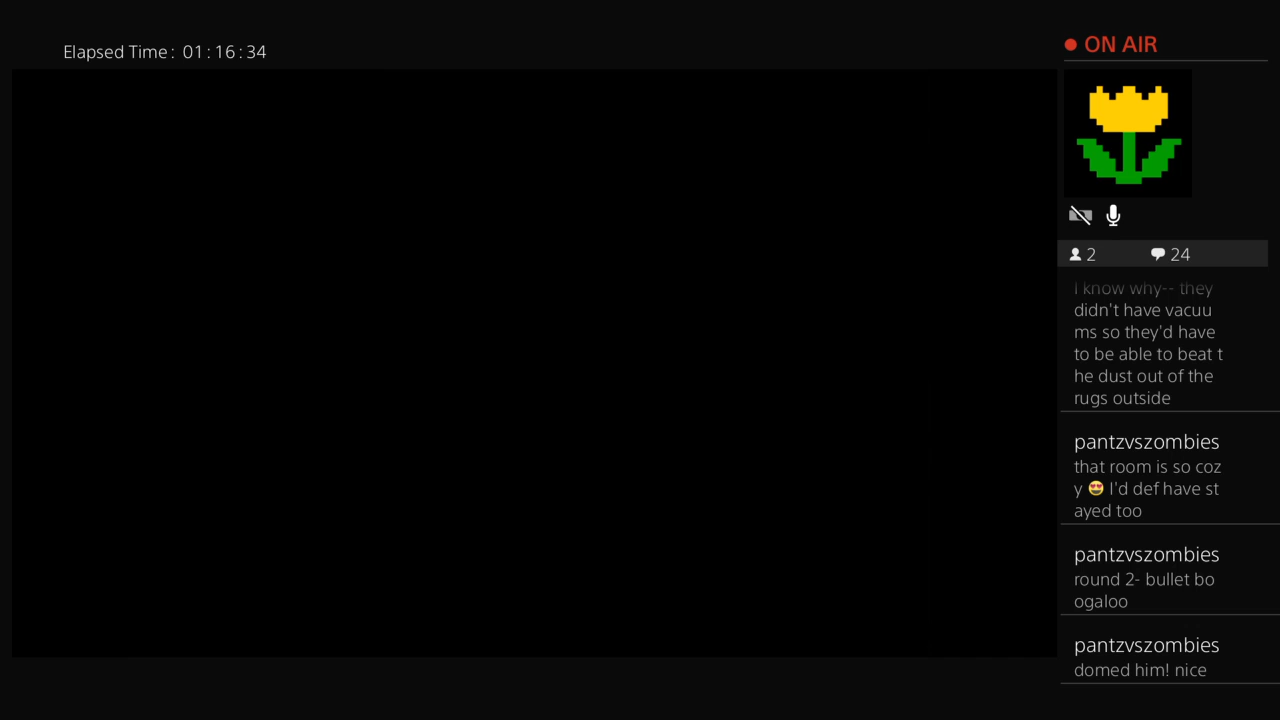 Elapsed Time: 01:16:34
ON AIR
2 24
I know why-- they
didn't have vacuu
ms so they'd have
to be able to beat t
he dust out of the
rugs outside
pantzvszombies
that room is so coz
y 😍 I'd def have st
ayed too
pantzvszombies
round 2- bullet bo
ogaloo
pantzvszombies
domed him! nice